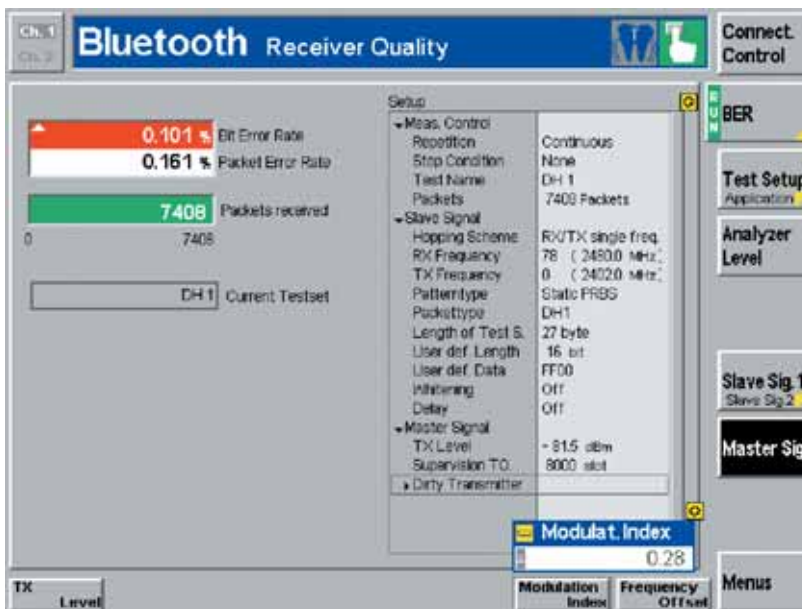 Ch. 1
Ch. 2
Bluetooth Receiver Quality
Connect. Control
0.101 % Bit Error Rate
0.161 % Packet Error Rate
7408 Packets received
0 7408
DH 1 Current Testset
Setup
Meas. Control
Repetition Continuous
Stop Condition None
Test Name DH 1
Packets 7408 Packets
Slave Signal
Hopping Scheme RX/TX single freq.
RX Frequency 78 ( 2480.0 MHz)
TX Frequency 0 ( 2402.0 MHz)
Patterntype Static PRBS
Packettype DH1
Length of Test S. 27 byte
User def. Length 16 bit
User def. Data FF00
Whitening Off
Delay Off
Master Signal
TX Level - 81.5 dBm
Supervision TO. 8000 slot
Dirty Transmitter
Modulat. Index
0.28
RUN
BER
Test Setup
Application
Analyzer Level
Slave Sig. 1
Slave Sig.2
Master Sig
Menus
TX Level
Modulation Index
Frequency Offset